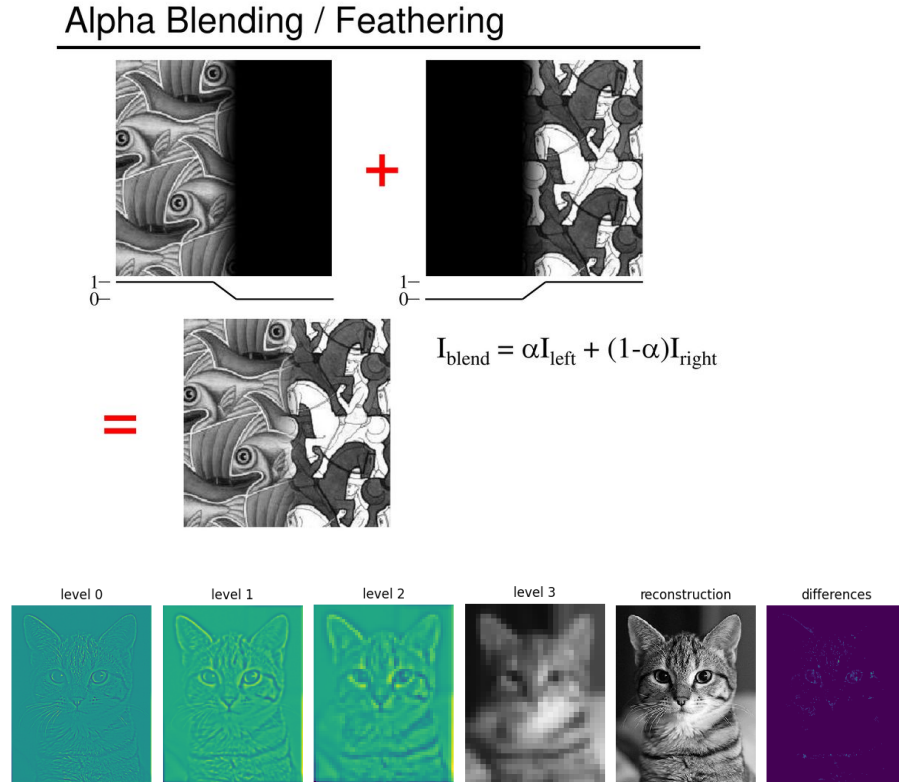 Alpha Blending / Feathering
+
1
0
1
0
=
I_blend = αI_left + (1-α)I_right
level 0 level 1 level 2 level 3 reconstruction differences